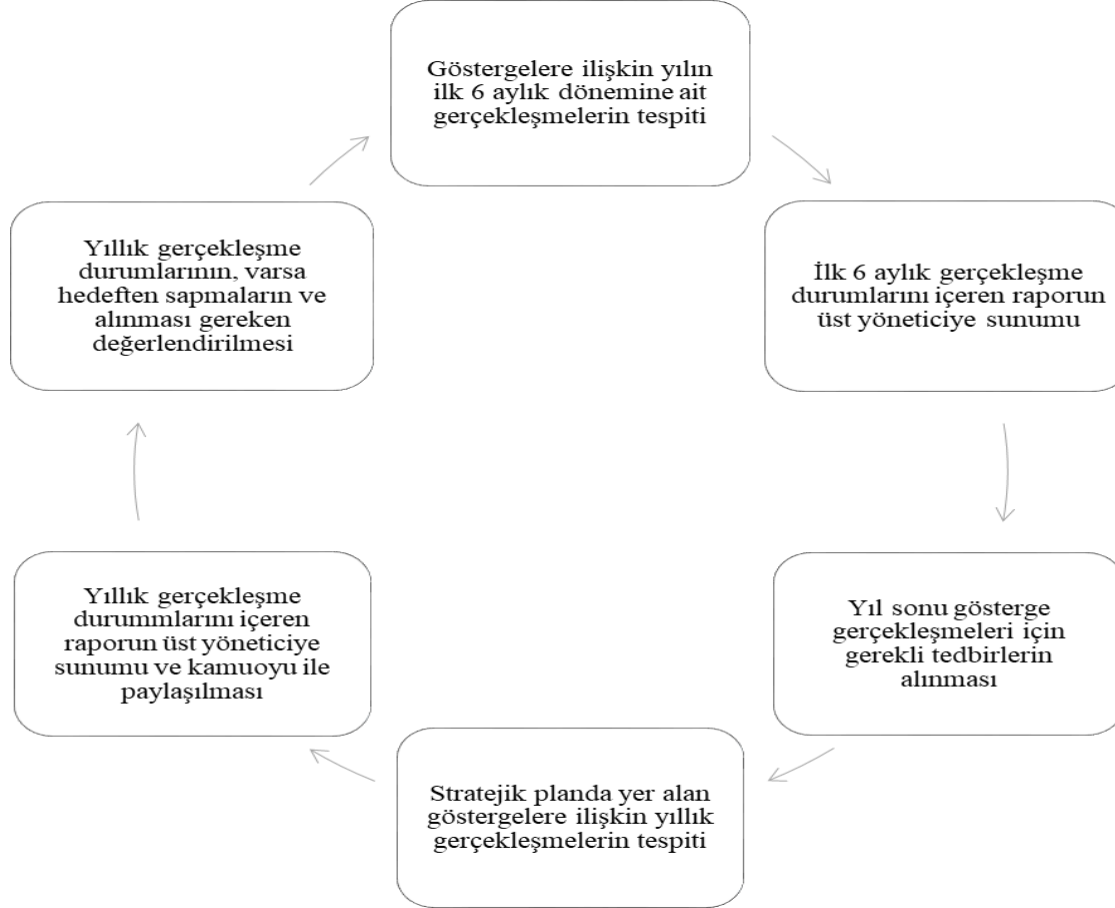 Göstergelere ilişkin yılın
ilk 6 aylık dönemine ait
gerçekleşmelerin tespiti
İlk 6 aylık gerçekleşme
durumlarını içeren raporun
üst yöneticiye sunumu
Yıl sonu gösterge
gerçekleşmeleri için
gerekli tedbirlerin
alınması
Stratejik planda yer alan
göstergelere ilişkin yıllık
gerçekleşmelerin tespiti
Yıllık gerçekleşme
durummlarını içeren
raporun üst yöneticiye
sunumu ve kamuoyu ile
paylaşılması
Yıllık gerçekleşme
durumlarının, varsa
hedeften sapmaların ve
alınması gereken
değerlendirilmesi